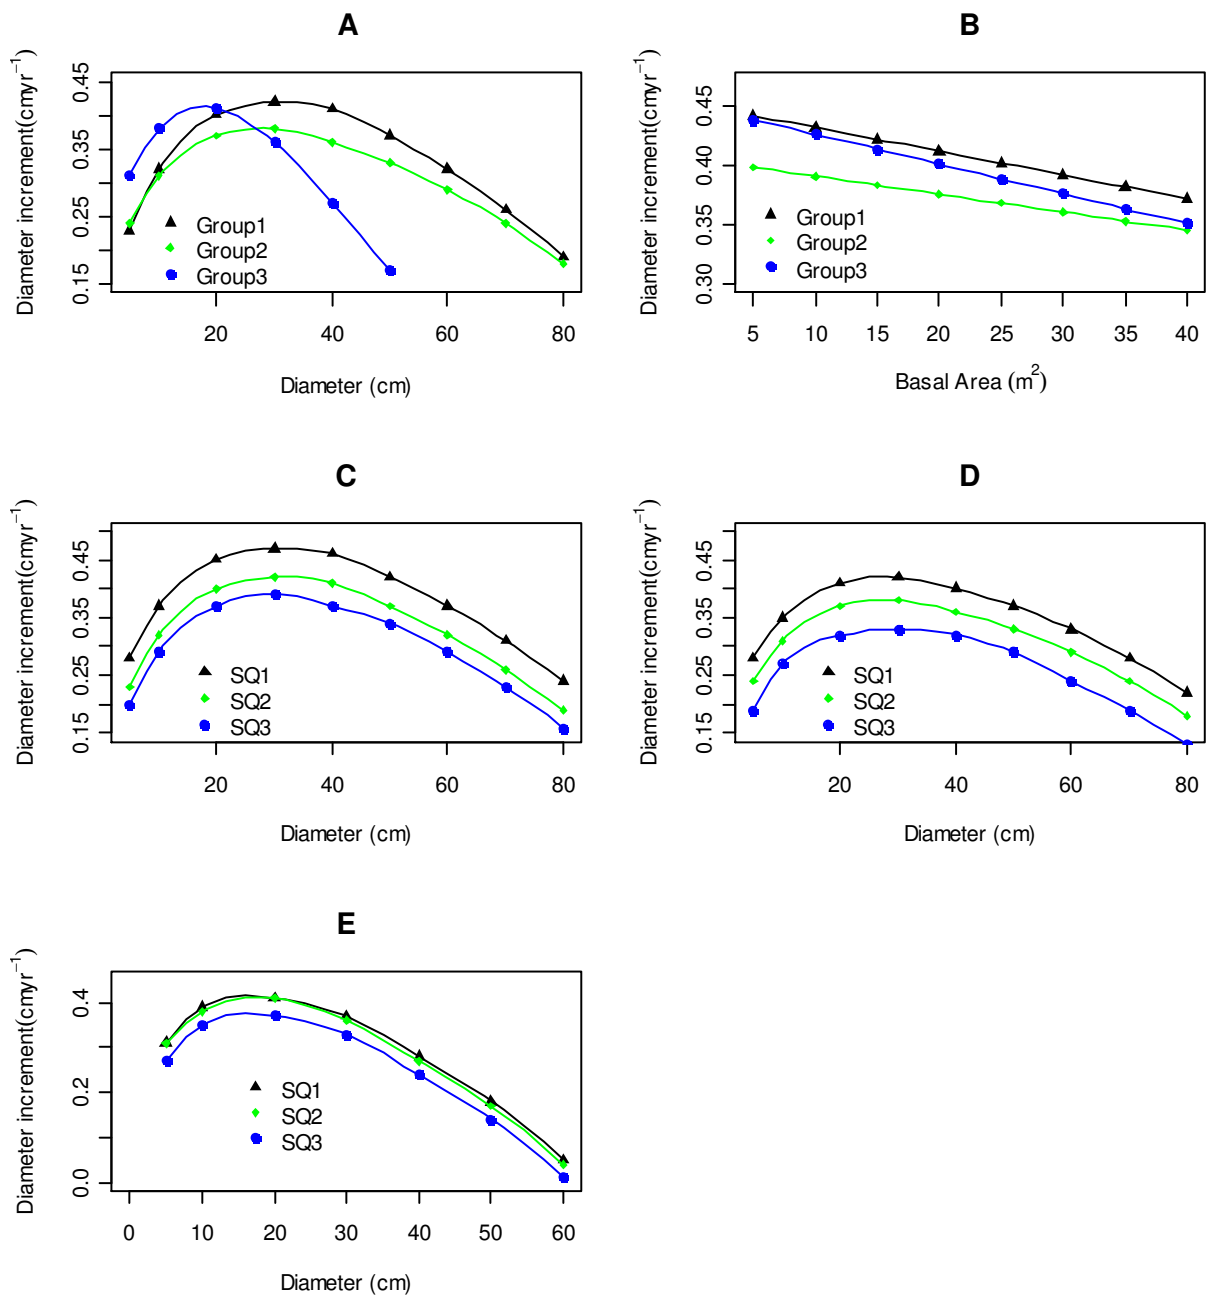 A
Diameter increment(cmyr⁻¹)
0.45
0.35
0.25
0.15
Group1
Group2
Group3
20 40 60 80
Diameter (cm)
B
Diameter increment(cmyr⁻¹)
0.45
0.40
0.35
0.30
Group1
Group2
Group3
5 10 15 20 25 30 35 40
Basal Area (m²)
C
Diameter increment(cmyr⁻¹)
0.45
0.35
0.25
0.15
SQ1
SQ2
SQ3
20 40 60 80
Diameter (cm)
D
Diameter increment(cmyr⁻¹)
0.45
0.35
0.25
0.15
SQ1
SQ2
SQ3
20 40 60 80
Diameter (cm)
E
Diameter increment(cmyr⁻¹)
0.4
0.2
0.0
SQ1
SQ2
SQ3
0 10 20 30 40 50 60
Diameter (cm)